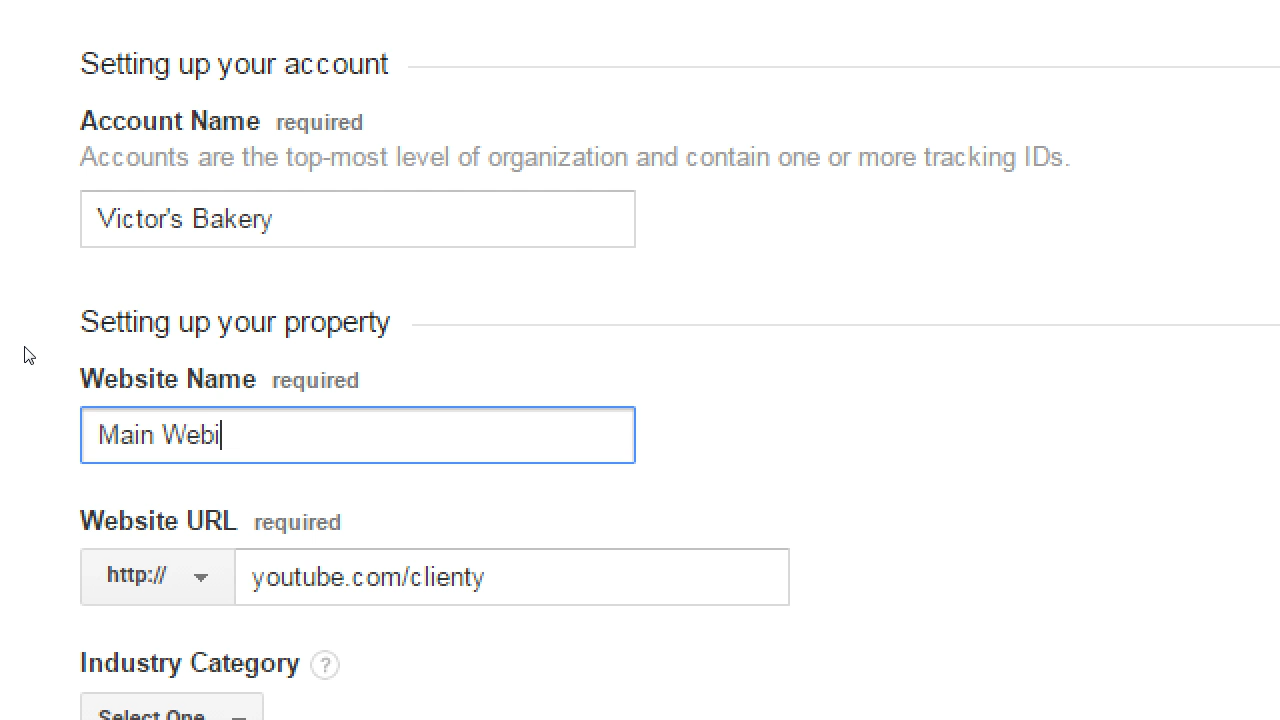 Setting up your account
Account Name required
Accounts are the top-most level of organization and contain one or more tracking IDs.
Victor's Bakery
Setting up your property
Website Name required
Main Webi
Website URL required
http:// youtube.com/clienty
Industry Category ?
Select One